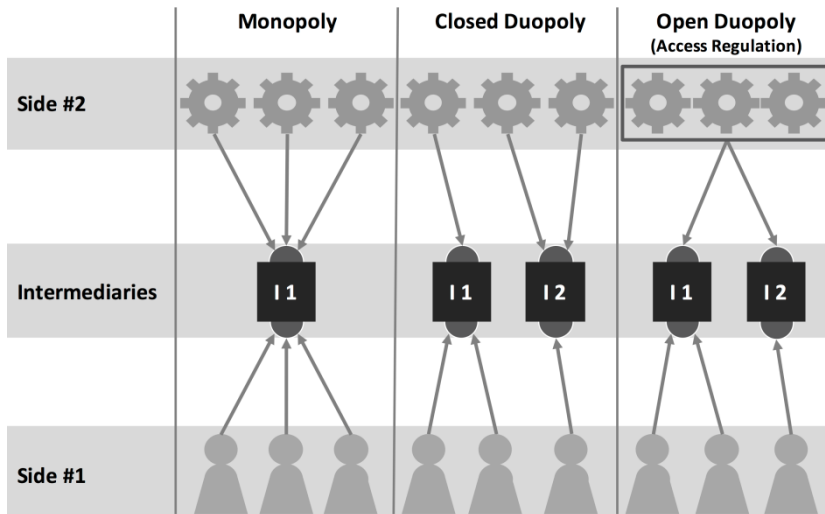 Monopoly
Closed Duopoly
Open Duopoly
(Access Regulation)
Side #2
Intermediaries
I 1
I 1
I 2
I 1
I 2
Side #1